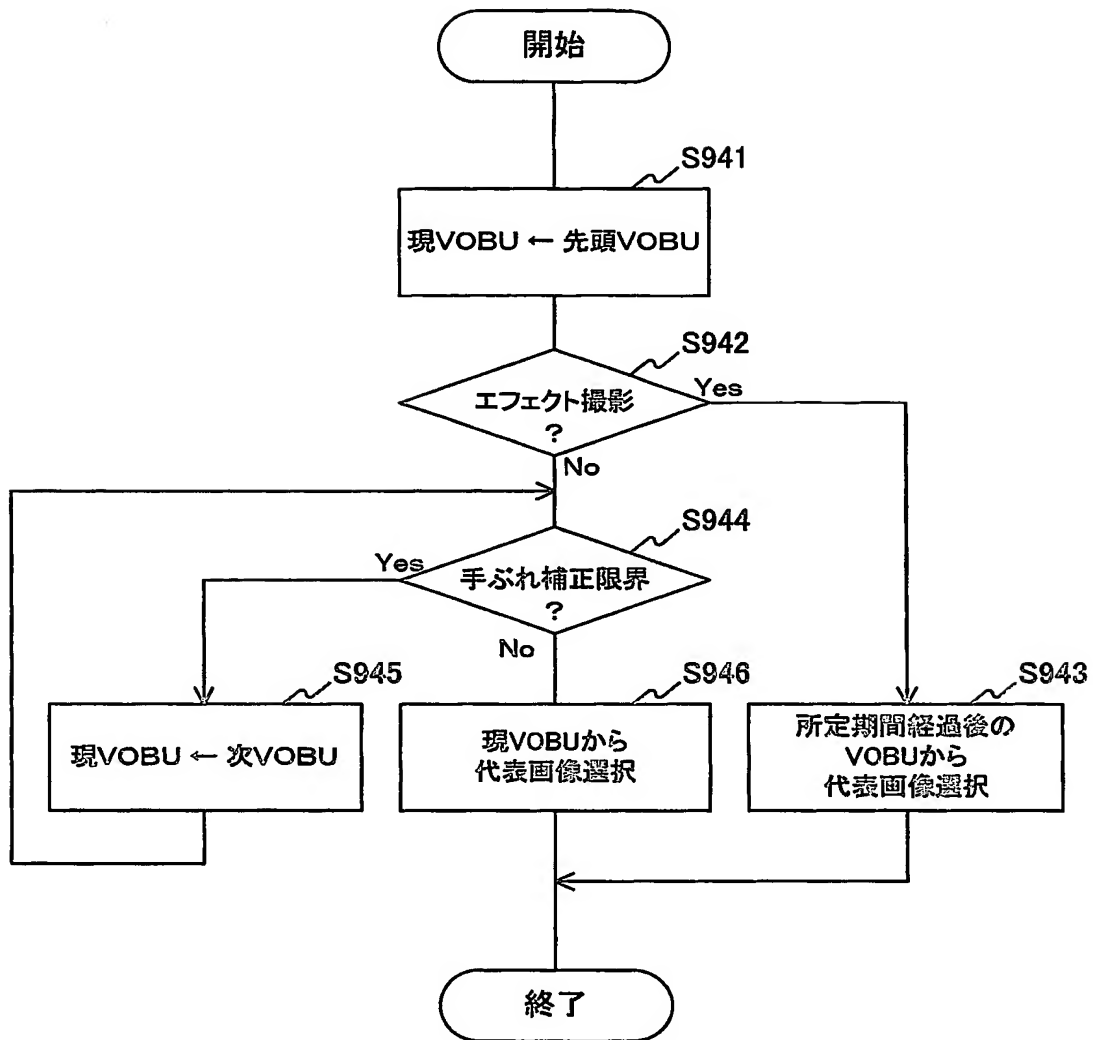 開始
S941
現VOBU ← 先頭VOBU
S942
エフェクト撮影
?
Yes
No
S944
手ぶれ補正限界
?
Yes
No
S945
現VOBU ← 次VOBU
S946
現VOBUから
代表画像選択
S943
所定期間経過後の
VOBUから
代表画像選択
終了